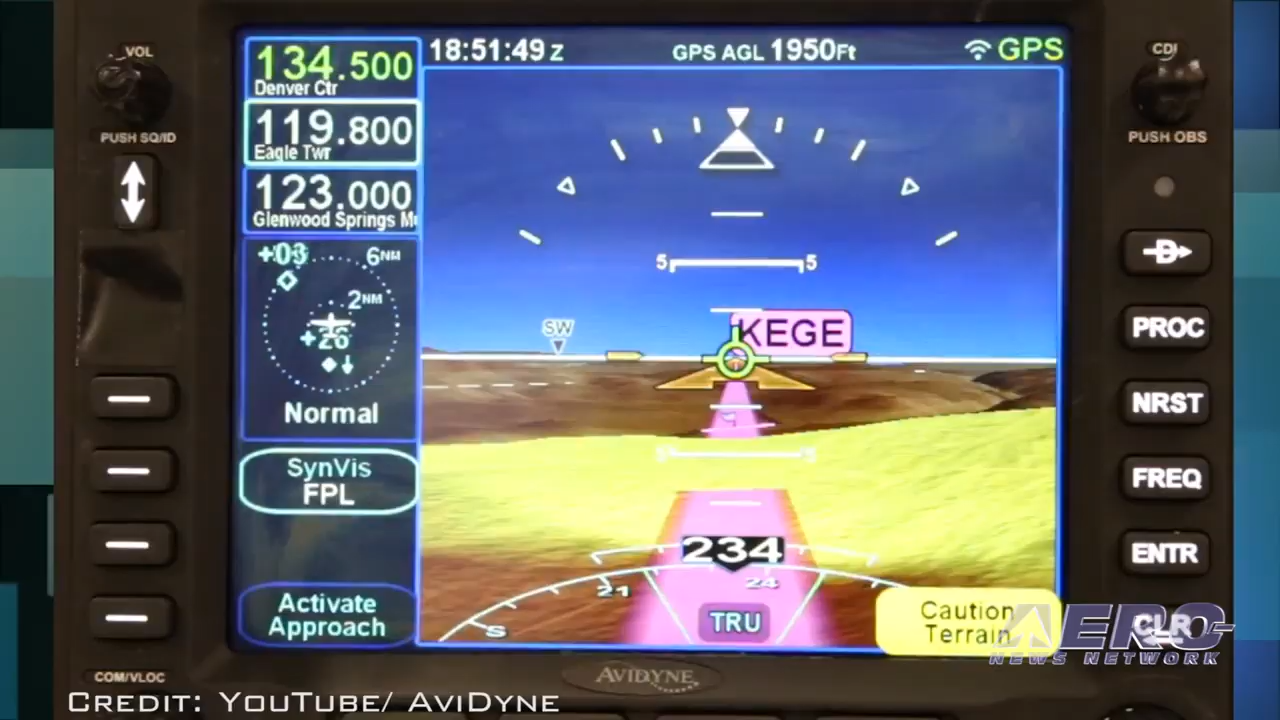 VOL
PUSH SQ/ID
COM/VLOC
134.500
Denver Ctr
119.800
Eagle Twr
123.000
Glenwood Springs M
+03
6NM
2NM
+26
Normal
SynVis
FPL
Activate
Approach
18:51:49 Z
GPS AGL 1950Ft
GPS
5 5
SW
KEGE
234
21
24
S
TRU
Caution
Terrain
CDI
PUSH OBS
D
PROC
NRST
FREQ
ENTR
CLR
AVIDYNE
AERO
NEWS NETWORK
CREDIT: YOUTUBE/ AVIDYNE